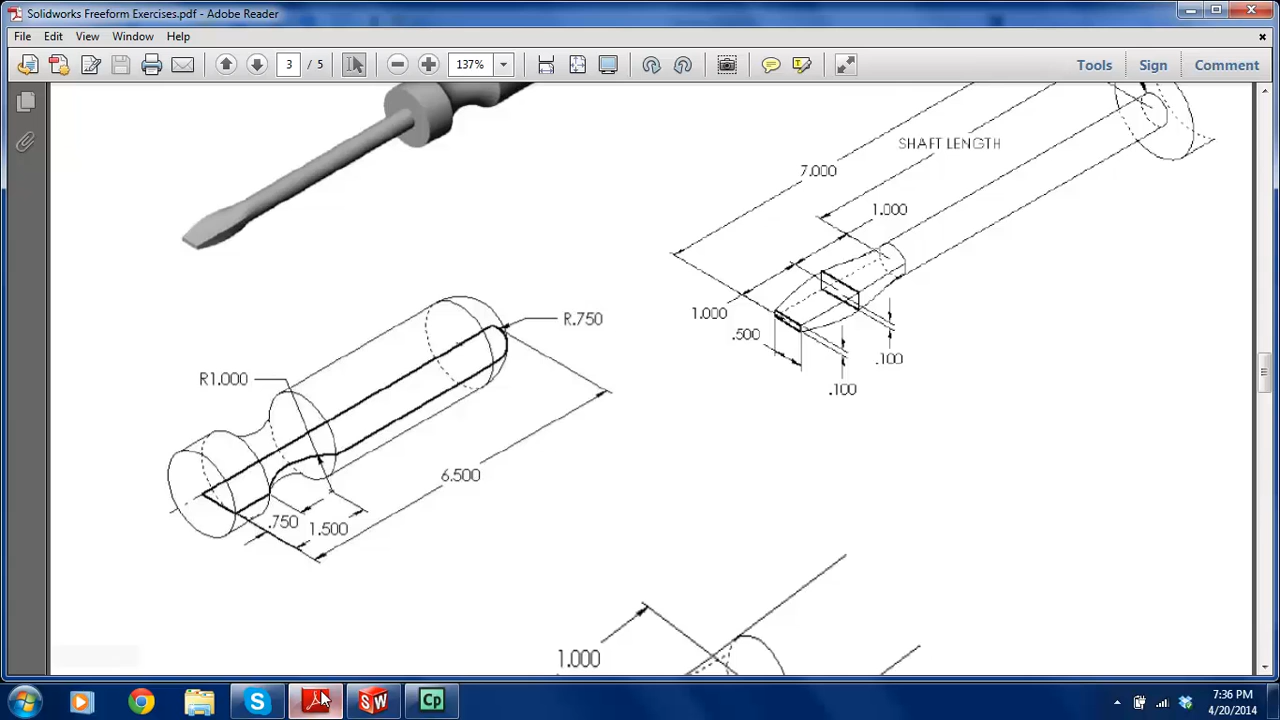 Solidworks Freeform Exercises.pdf - Adobe Reader
File Edit View Window Help
3 / 5
137%
Tools Sign Comment
SHAFT LENGTH
7.000
1.000
1.000
.500
.100
.100
R.750
R1.000
6.500
.750
1.500
1.000
SW
Cp
7:36 PM
4/20/2014